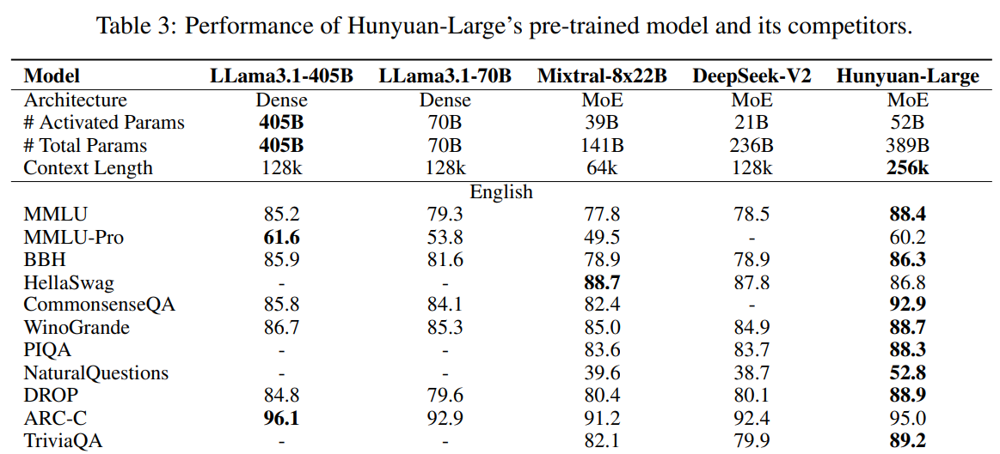 Table 3: Performance of Hunyuan-Large's pre-trained model and its competitors.
Model LLama3.1-405B LLama3.1-70B Mixtral-8x22B DeepSeek-V2 Hunyuan-Large
Architecture Dense Dense MoE MoE MoE
# Activated Params 405B 70B 39B 21B 52B
# Total Params 405B 70B 141B 236B 389B
Context Length 128k 128k 64k 128k 256k
English
MMLU 85.2 79.3 77.8 78.5 88.4
MMLU-Pro 61.6 53.8 49.5 - 60.2
BBH 85.9 81.6 78.9 78.9 86.3
HellaSwag - - 88.7 87.8 86.8
CommonsenseQA 85.8 84.1 82.4 - 92.9
WinoGrande 86.7 85.3 85.0 84.9 88.7
PIQA - - 83.6 83.7 88.3
NaturalQuestions - - 39.6 38.7 52.8
DROP 84.8 79.6 80.4 80.1 88.9
ARC-C 96.1 92.9 91.2 92.4 95.0
TriviaQA - - 82.1 79.9 89.2